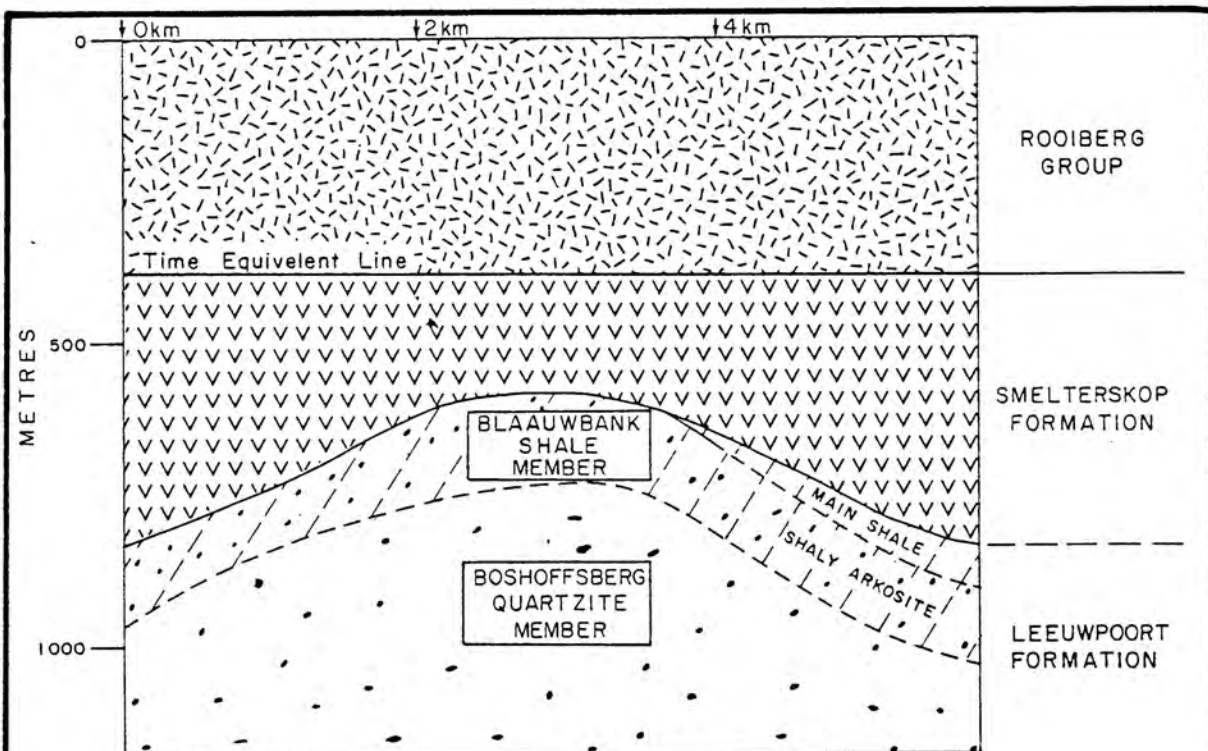 0km
2km
4km
0
ROOIBERG
GROUP
Time Equivelent Line
METRES
500
SMELTERSKOP
FORMATION
BLAAUWBANK
SHALE
MEMBER
MAIN SHALE
SHALY ARKOSITE
BOSHOFFSBERG
QUARTZITE
MEMBER
1000
LEEUWPOORT
FORMATION